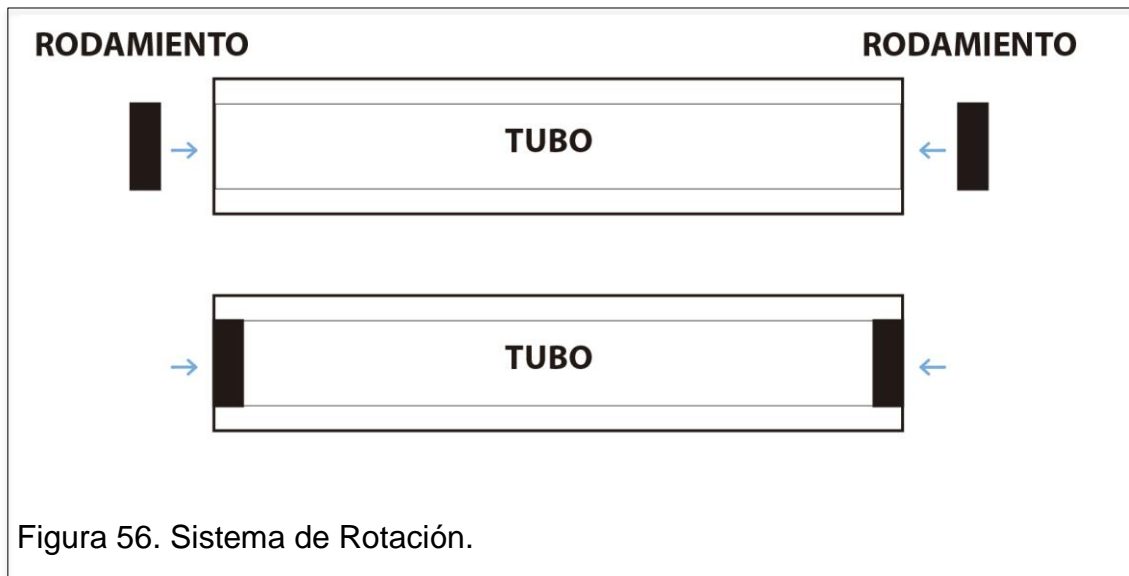 RODAMIENTO RODAMIENTO
TUBO
TUBO
Figura 56. Sistema de Rotación.